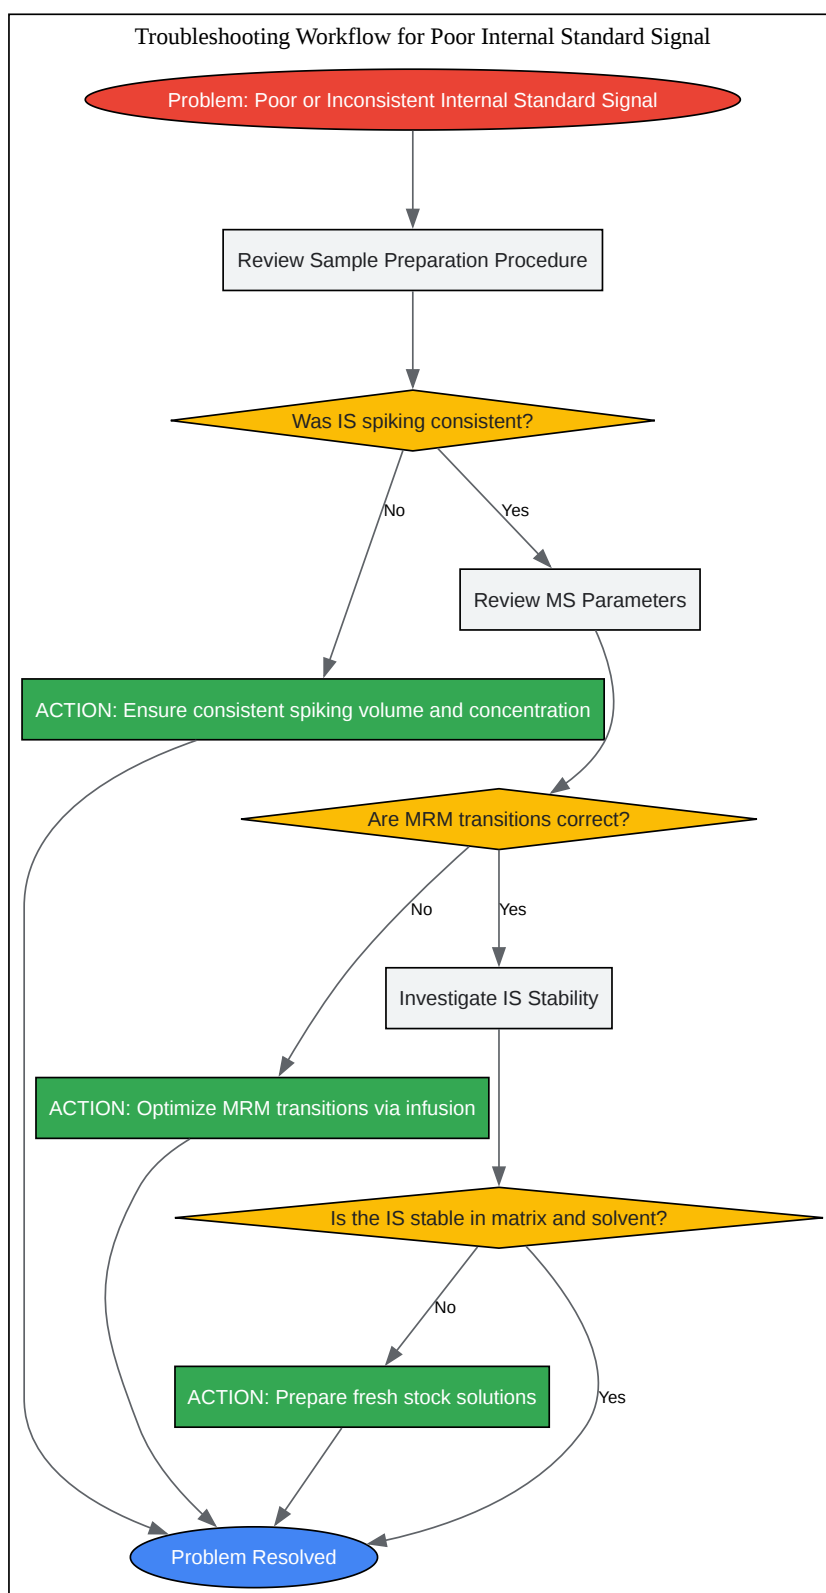 Troubleshooting Workflow for Poor Internal Standard Signal
Problem: Poor or Inconsistent Internal Standard Signal
Review Sample Preparation Procedure
Was IS spiking consistent?
No
Yes
Review MS Parameters
ACTION: Ensure consistent spiking volume and concentration
Are MRM transitions correct?
No
Yes
Investigate IS Stability
ACTION: Optimize MRM transitions via infusion
Is the IS stable in matrix and solvent?
No
ACTION: Prepare fresh stock solutions
Yes
Problem Resolved